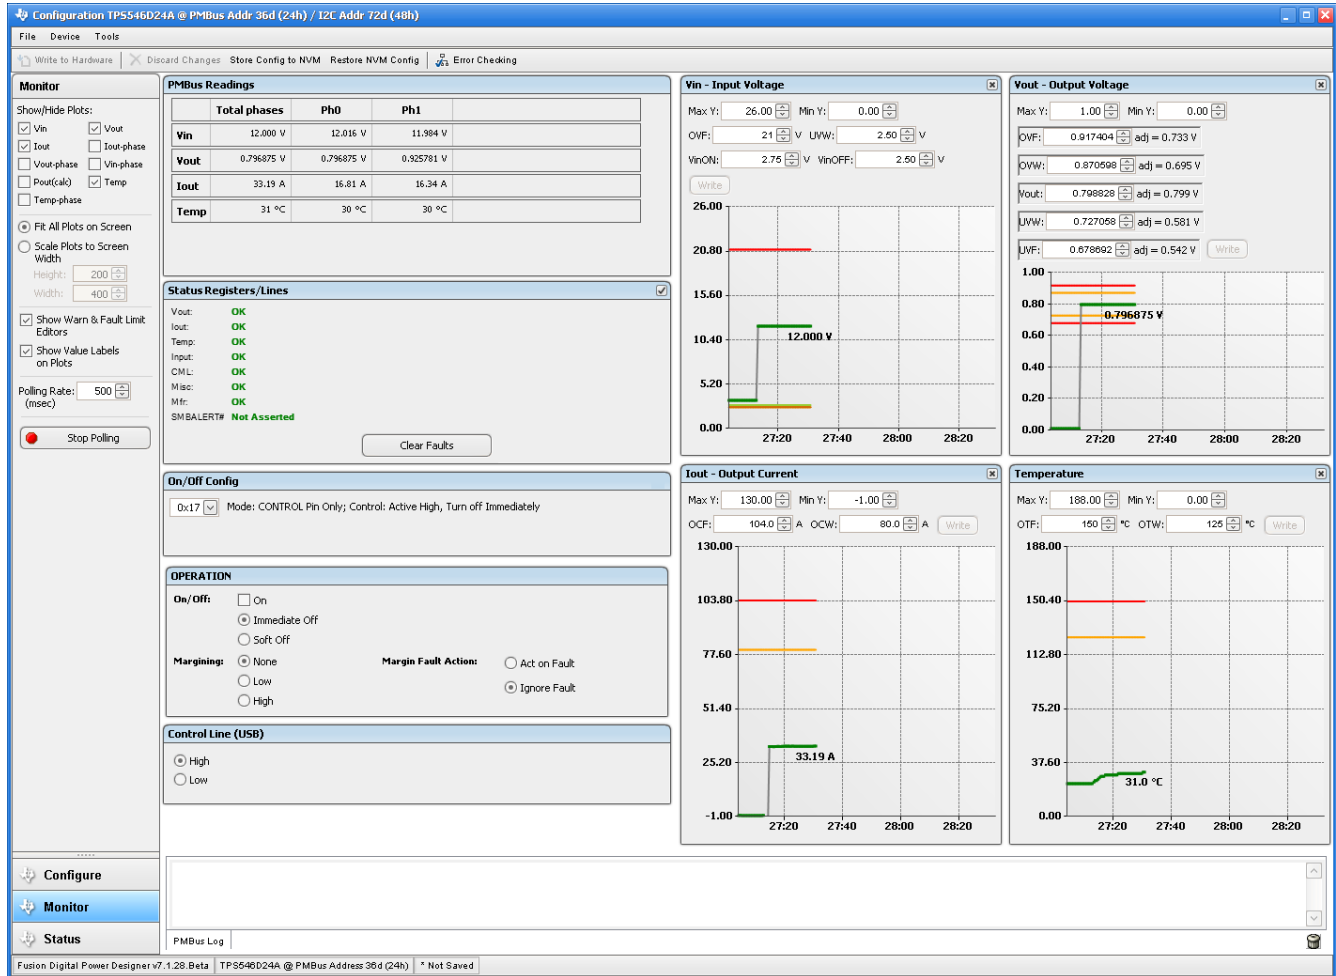 Configuration TPS546D24A @ PMBus Addr 36d (24h) / I2C Addr 72d (48h)
File Device Tools
Write to Hardware Discard Changes Store Config to NVM Restore NVM Config Error Checking
Monitor
Show/Hide Plots:
Vin Vout
Iout Iout-phase
Vout-phase Vin-phase
Pout(calc) Temp
Temp-phase
Fit All Plots on Screen
Scale Plots to Screen
Width
Height: 200
Width: 400
Show Warn & Fault Limit
Editors
Show Value Labels
on Plots
Polling Rate: 500
(msec)
Stop Polling
PMBus Readings
Total phases Ph0 Ph1
Vin 12.000 V 12.016 V 11.984 V
Vout 0.796875 V 0.796875 V 0.925781 V
Iout 33.19 A 16.81 A 16.34 A
Temp 31 °C 30 °C 30 °C
Status Registers/Lines
Vout: OK
Iout: OK
Temp: OK
Input: OK
CML: OK
Misc: OK
Mfr: OK
SMBALERT# Not Asserted
Clear Faults
On/Off Config
0x17 Mode: CONTROL Pin Only; Control: Active High, Turn off Immediately
OPERATION
On/Off: On
Immediate Off
Soft Off
Margining: None Margin Fault Action: Act on Fault
Low
Ignore Fault
High
Control Line (USB)
High
Low
Vin - Input Voltage
Max Y: 26.00 Min Y: 0.00
OVF: 21 V UVW: 2.50 V
VinON: 2.75 V VinOFF: 2.50 V
Write
26.00
20.80
15.60
10.40
12.000 V
5.20
0.00
27:20 27:40 28:00 28:20
Vout - Output Voltage
Max Y: 1.00 Min Y: 0.00
OVF: 0.917404 adj = 0.733 V
OVW: 0.870598 adj = 0.695 V
Vout: 0.798828 adj = 0.799 V
UVW: 0.727058 adj = 0.581 V
UVF: 0.678692 adj = 0.542 V Write
1.00
0.80
0.796875 V
0.60
0.40
0.20
0.00
27:20 27:40 28:00 28:20
Iout - Output Current
Max Y: 130.00 Min Y: -1.00
OCF: 104.0 A OCW: 80.0 A Write
130.00
103.80
77.60
51.40
25.20
33.19 A
-1.00
27:20 27:40 28:00 28:20
Temperature
Max Y: 188.00 Min Y: 0.00
OTF: 150 °C OTW: 125 °C Write
188.00
150.40
112.80
75.20
37.60
31.0 °C
0.00
27:20 27:40 28:00 28:20
Configure
Monitor
Status
PMBus Log
Fusion Digital Power Designer v7.1.28.Beta TPS546D24A @ PMBus Address 36d (24h) * Not Saved